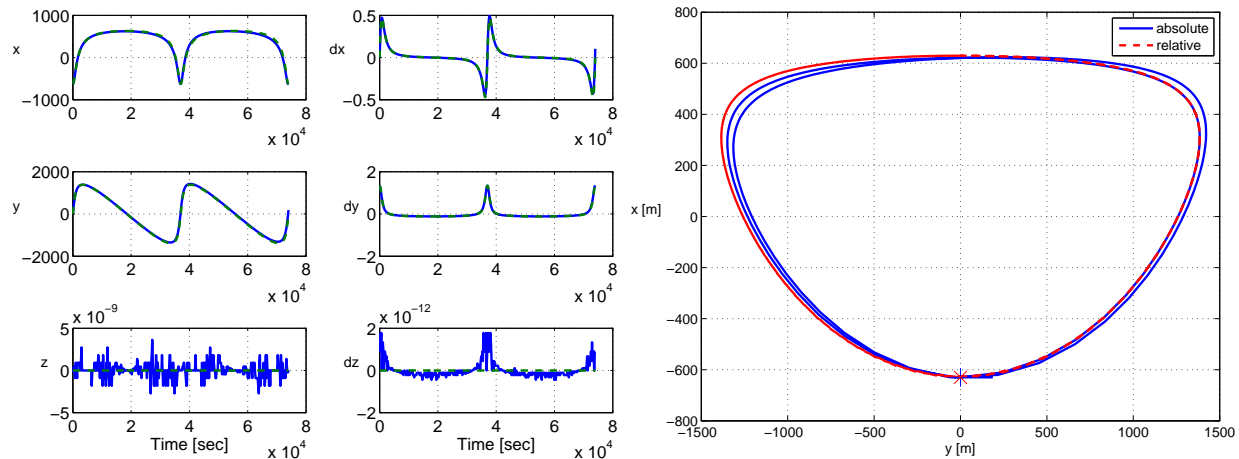 1000
0
−1000
x
0 20 40 60 80
x 10^4
0.5
0
−0.5
dx
0 2 4 6 8
x 10^4
2000
0
−2000
y
0 2 4 6 8
x 10^4
2
0
−2
dy
0 2 4 6 8
x 10^4
x 10^−9
5
0
−5
z
0 2 4 6 8
x 10^4
Time [sec]
x 10^−12
2
0
−2
dz
0 2 4 6 8
x 10^4
Time [sec]
800
600
400
200
0
−200
−400
−600
−800
x [m]
−1500 −1000 −500 0 500 1000 1500
y [m]
absolute
relative